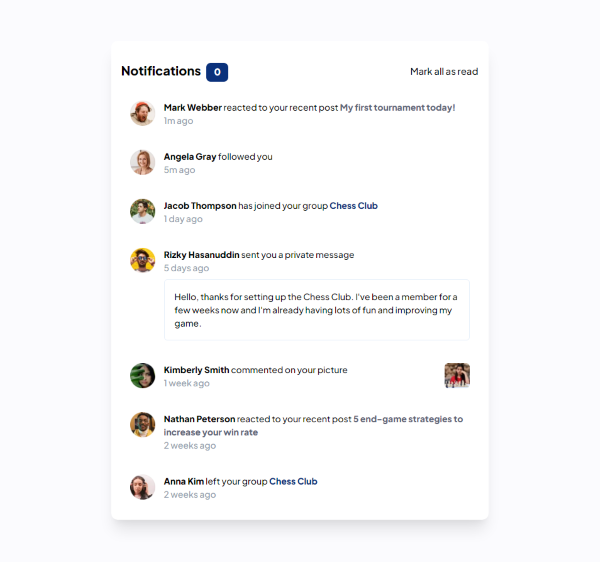 Notifications 0 Mark all as read
Mark Webber reacted to your recent post My first tournament today!
1m ago
Angela Gray followed you
5m ago
Jacob Thompson has joined your group Chess Club
1 day ago
Rizky Hasanuddin sent you a private message
5 days ago
Hello, thanks for setting up the Chess Club. I've been a member for a
few weeks now and I'm already having lots of fun and improving my
game.
Kimberly Smith commented on your picture
1 week ago
Nathan Peterson reacted to your recent post 5 end-game strategies to
increase your win rate
2 weeks ago
Anna Kim left your group Chess Club
2 weeks ago